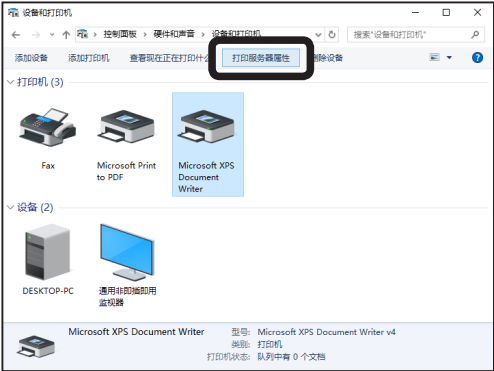 设备和打印机
控制面板 > 硬件和声音 > 设备和打印机
搜索"设备和打印机"
添加设备 添加打印机 查看现在正在打印什么 打印服务器属性 删除设备
打印机 (3)
Fax
Microsoft Print
to PDF
Microsoft XPS
Document
Writer
设备 (2)
DESKTOP-PC
通用非即插即用
监视器
Microsoft XPS Document Writer 型号: Microsoft XPS Document Writer v4
类别: 打印机
打印机状态: 队列中有 0 个文档